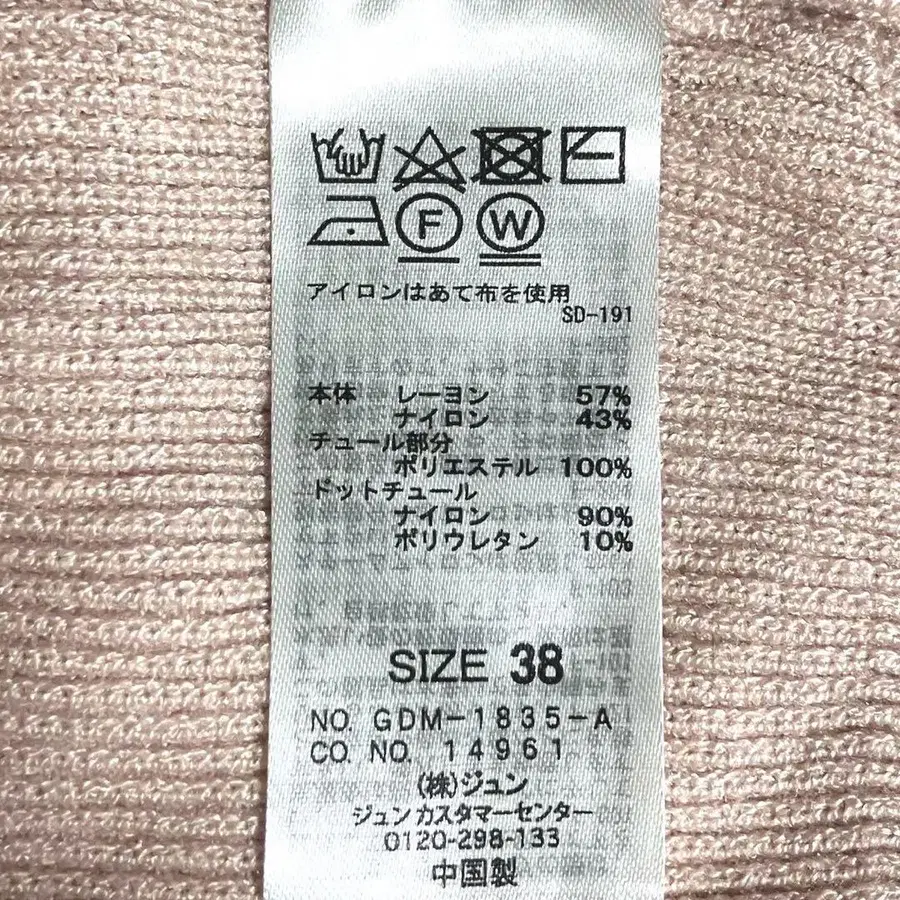 F W
アイロンはあて布を使用
SD-191
本体 レーヨン 57%
ナイロン 43%
チュール部分
ポリエステル 100%
ドットチュール
ナイロン 90%
ポリウレタン 10%
SIZE 38
NO. GDM-1835-A
CO. NO. 14961
(株)ジュン
ジュンカスタマーセンター
0120-298-133
中国製